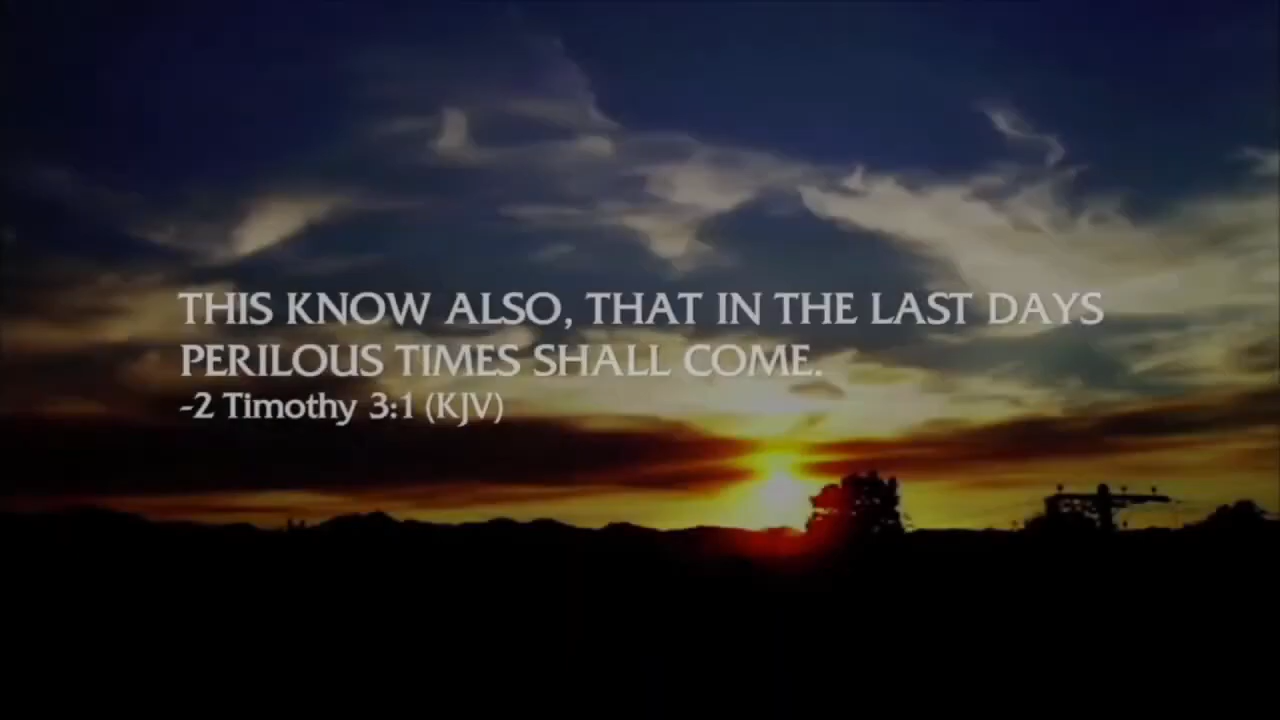 THIS KNOW ALSO, THAT IN THE LAST DAYS
PERILOUS TIMES SHALL COME.
-2 Timothy 3:1 (KJV)